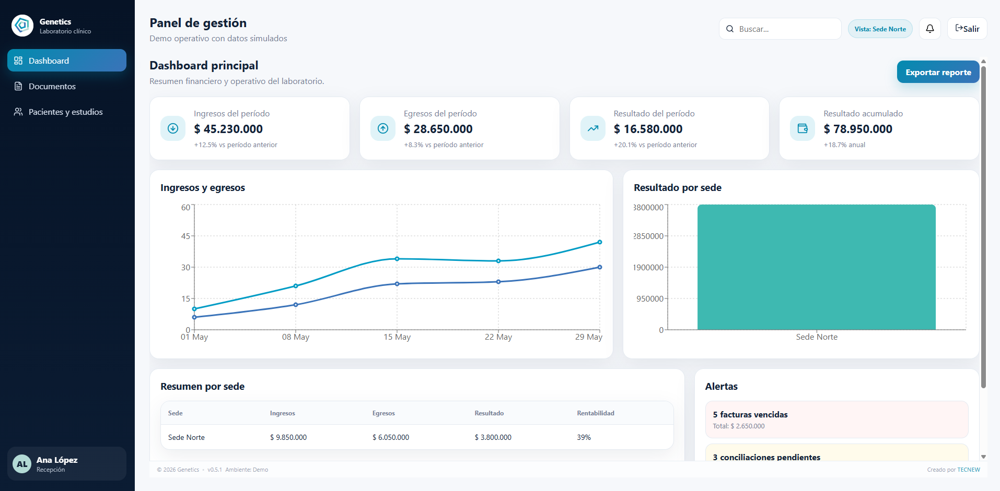 Genetics
Laboratorio clínico
Dashboard
Documentos
Pacientes y estudios
AL
Ana López
Recepción
Panel de gestión
Demo operativo con datos simulados
Buscar...
Vista: Sede Norte
Salir
Dashboard principal
Resumen financiero y operativo del laboratorio.
Exportar reporte
Ingresos del período
$ 45.230.000
+12.5% vs período anterior
Egresos del período
$ 28.650.000
+8.3% vs período anterior
Resultado del período
$ 16.580.000
+20.1% vs período anterior
Resultado acumulado
$ 78.950.000
+18.7% anual
Ingresos y egresos
60
45
30
15
0
01 May 08 May 15 May 22 May 29 May
Resultado por sede
3800000
2850000
1900000
950000
0
Sede Norte
Resumen por sede
Sede Ingresos Egresos Resultado Rentabilidad
Sede Norte $ 9.850.000 $ 6.050.000 $ 3.800.000 39%
Alertas
5 facturas vencidas
Total: $ 2.650.000
3 conciliaciones pendientes
© 2026 Genetics • v0.5.1 Ambiente: Demo
Creado por TECNEW